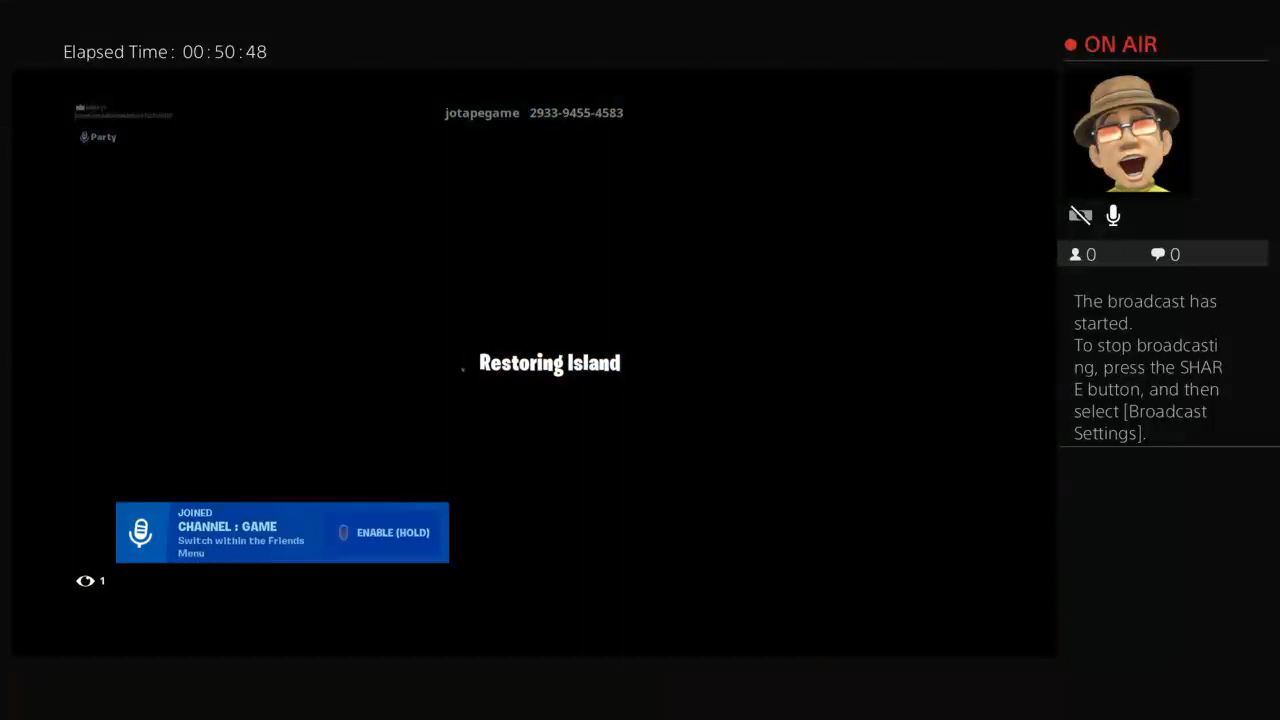 Elapsed Time: 00:50:48
ON AIR
jotapegame 2933-9455-4583
Party
0 0
The broadcast has
started.
To stop broadcasti
ng, press the SHAR
E button, and then
select [Broadcast
Settings].
Restoring Island
JOINED
CHANNEL : GAME
Switch within the Friends
Menu
ENABLE (HOLD)
1